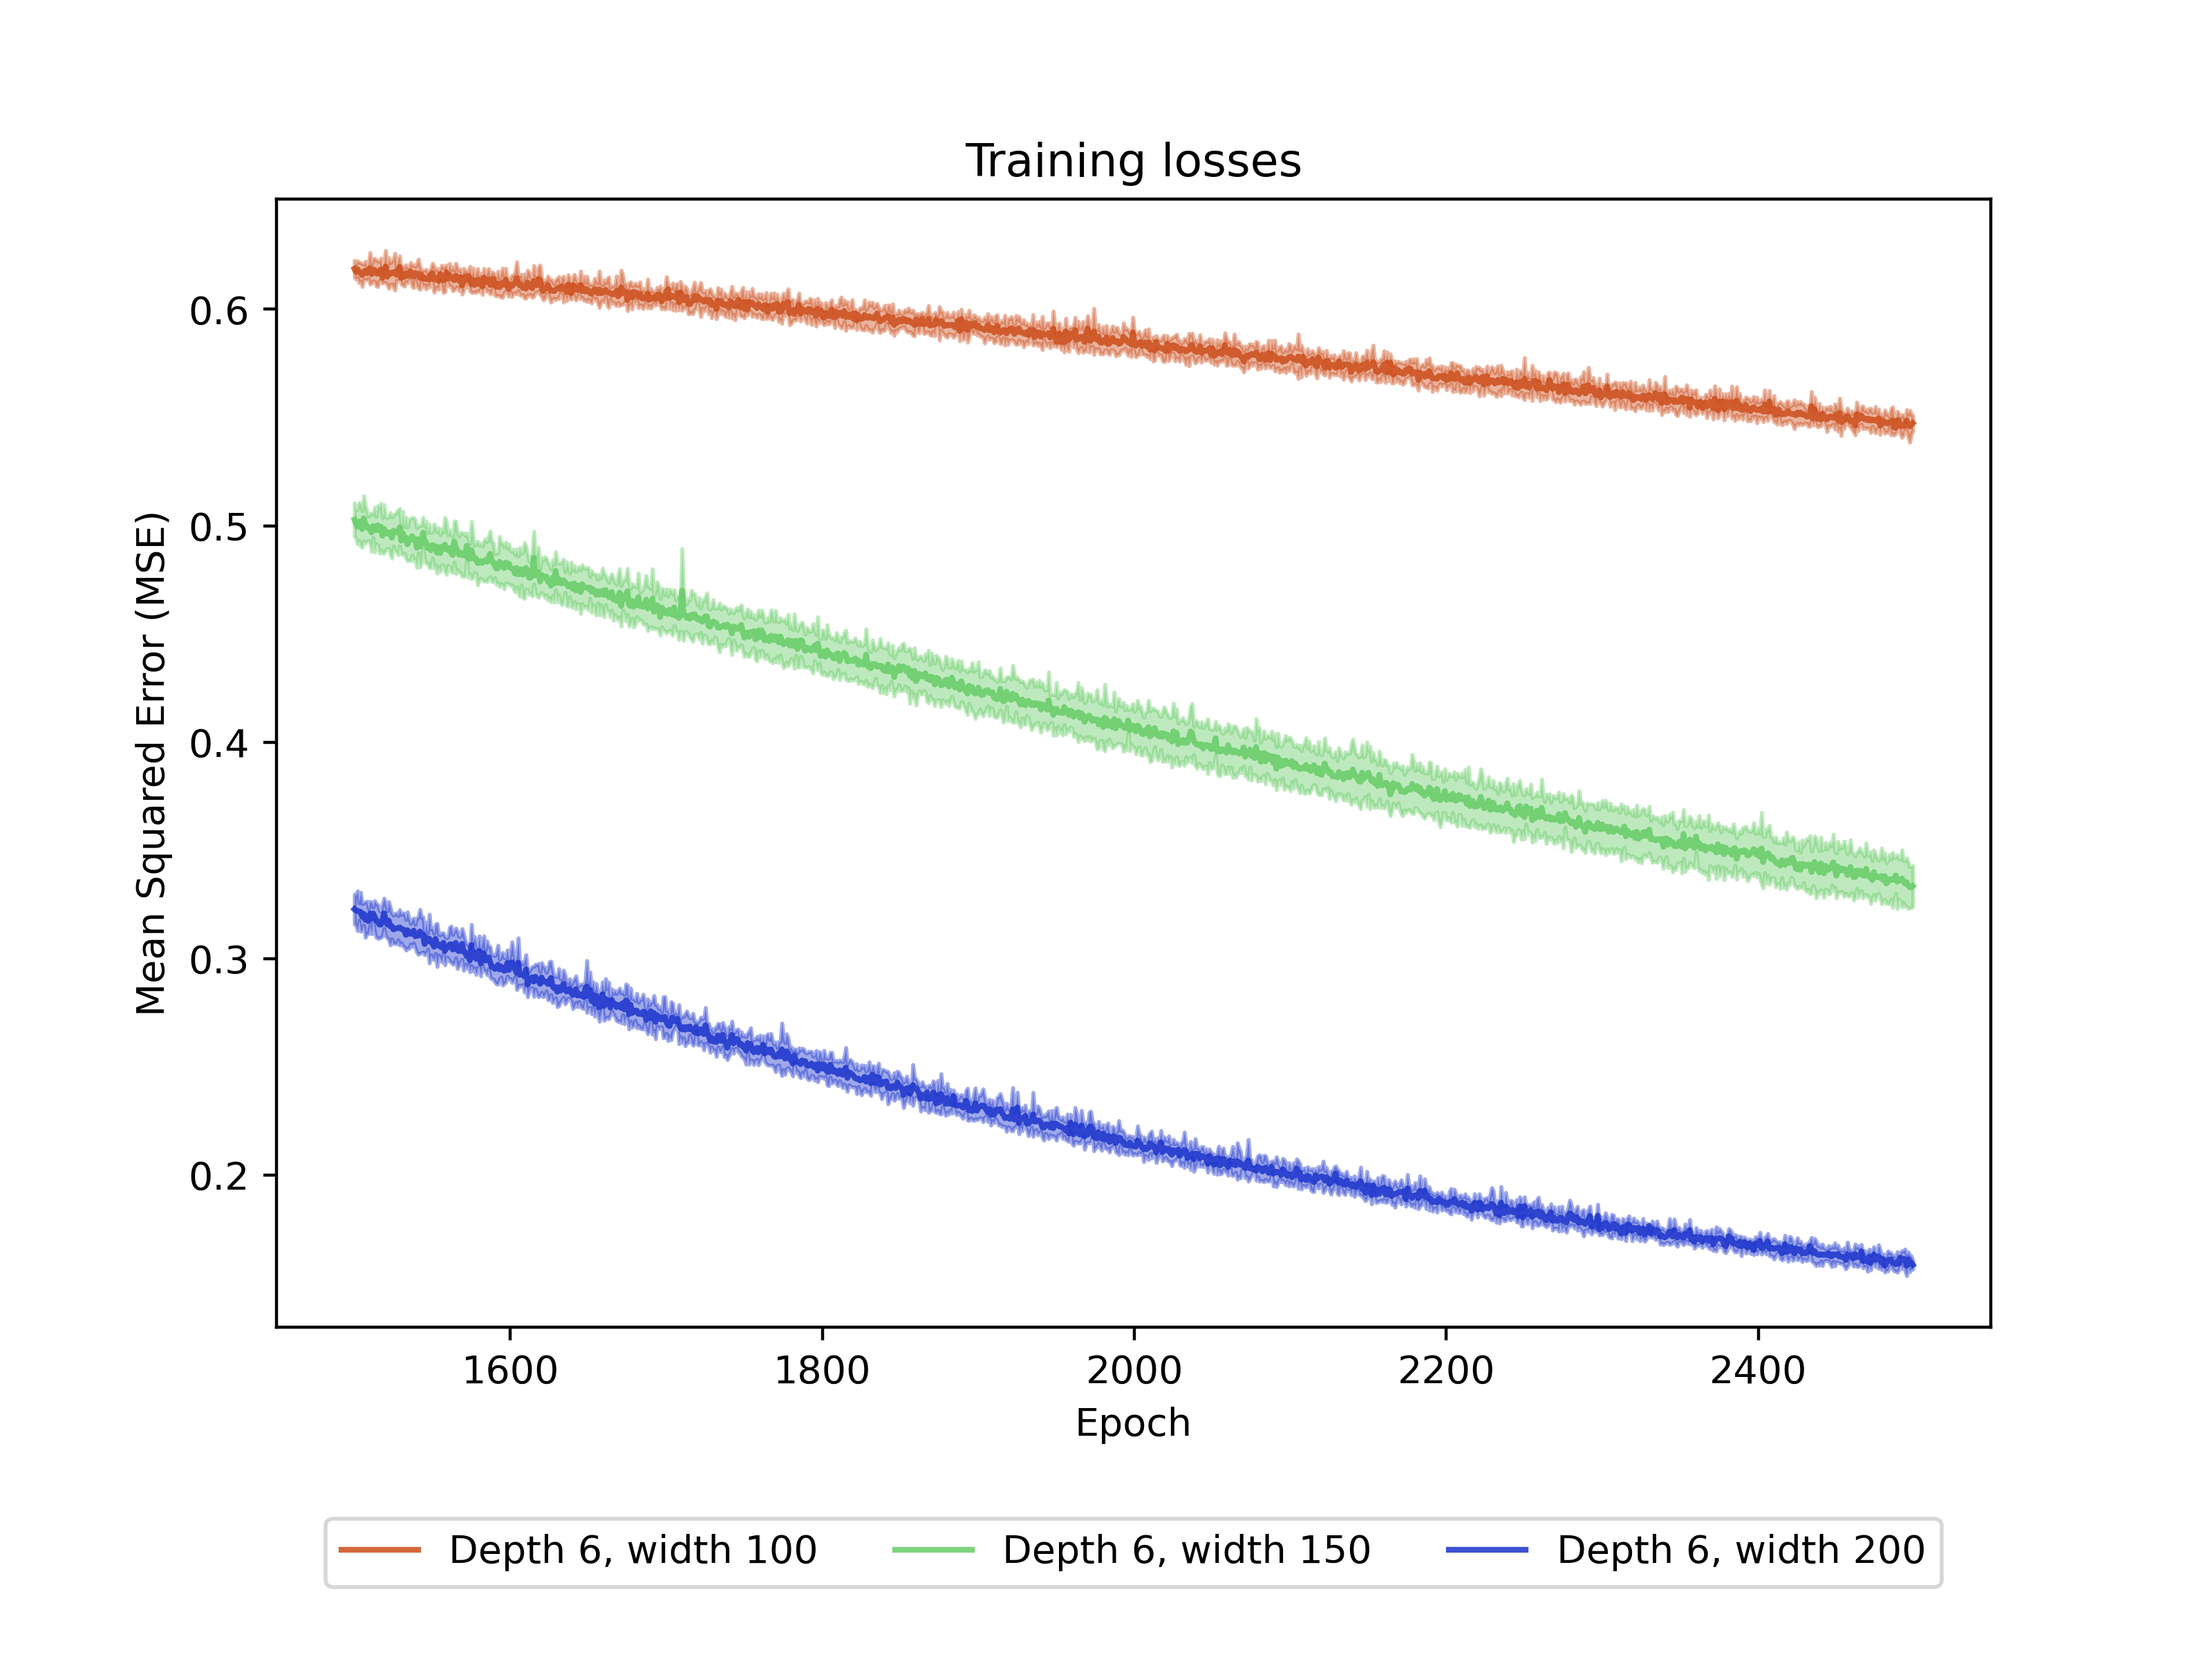 Training losses
Mean Squared Error (MSE)
0.6
0.5
0.4
0.3
0.2
1600 1800 2000 2200 2400
Epoch
Depth 6, width 100 Depth 6, width 150 Depth 6, width 200